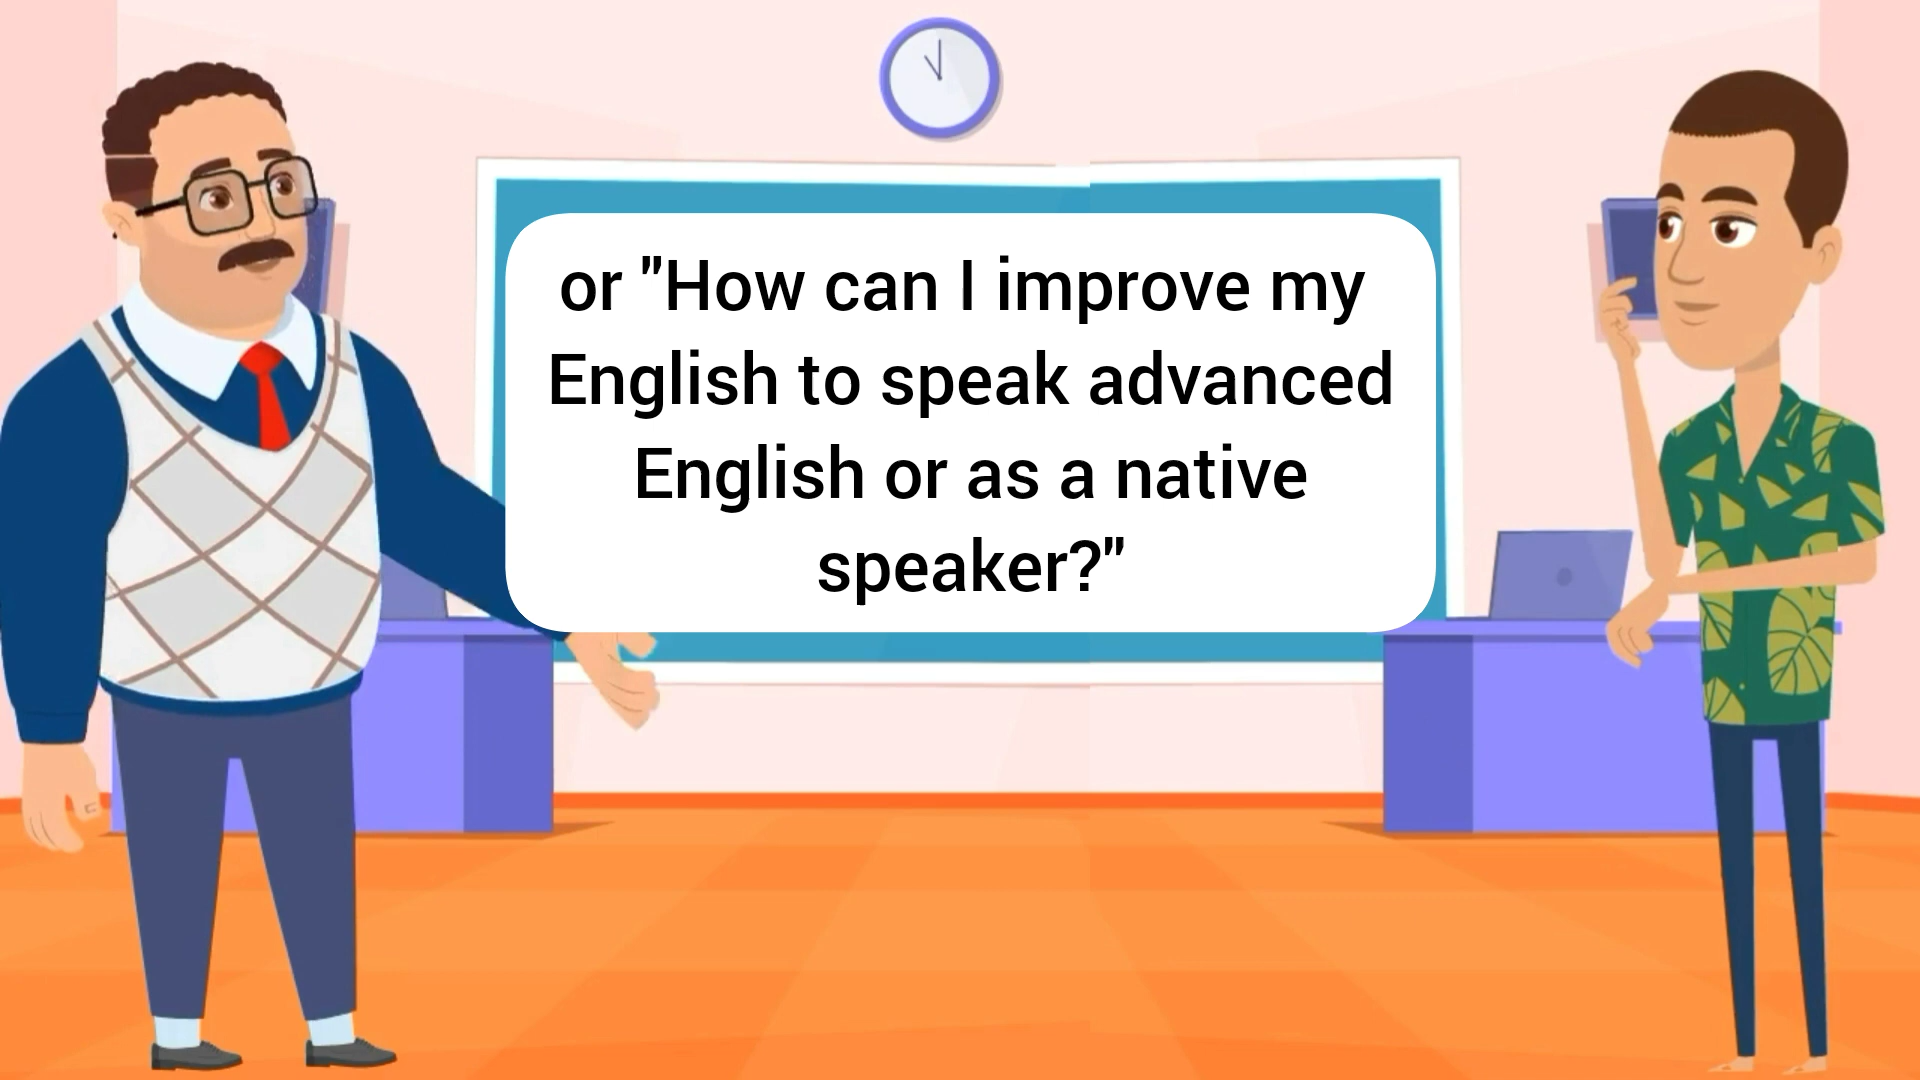 or "How can I improve my
English to speak advanced
English or as a native
speaker?"